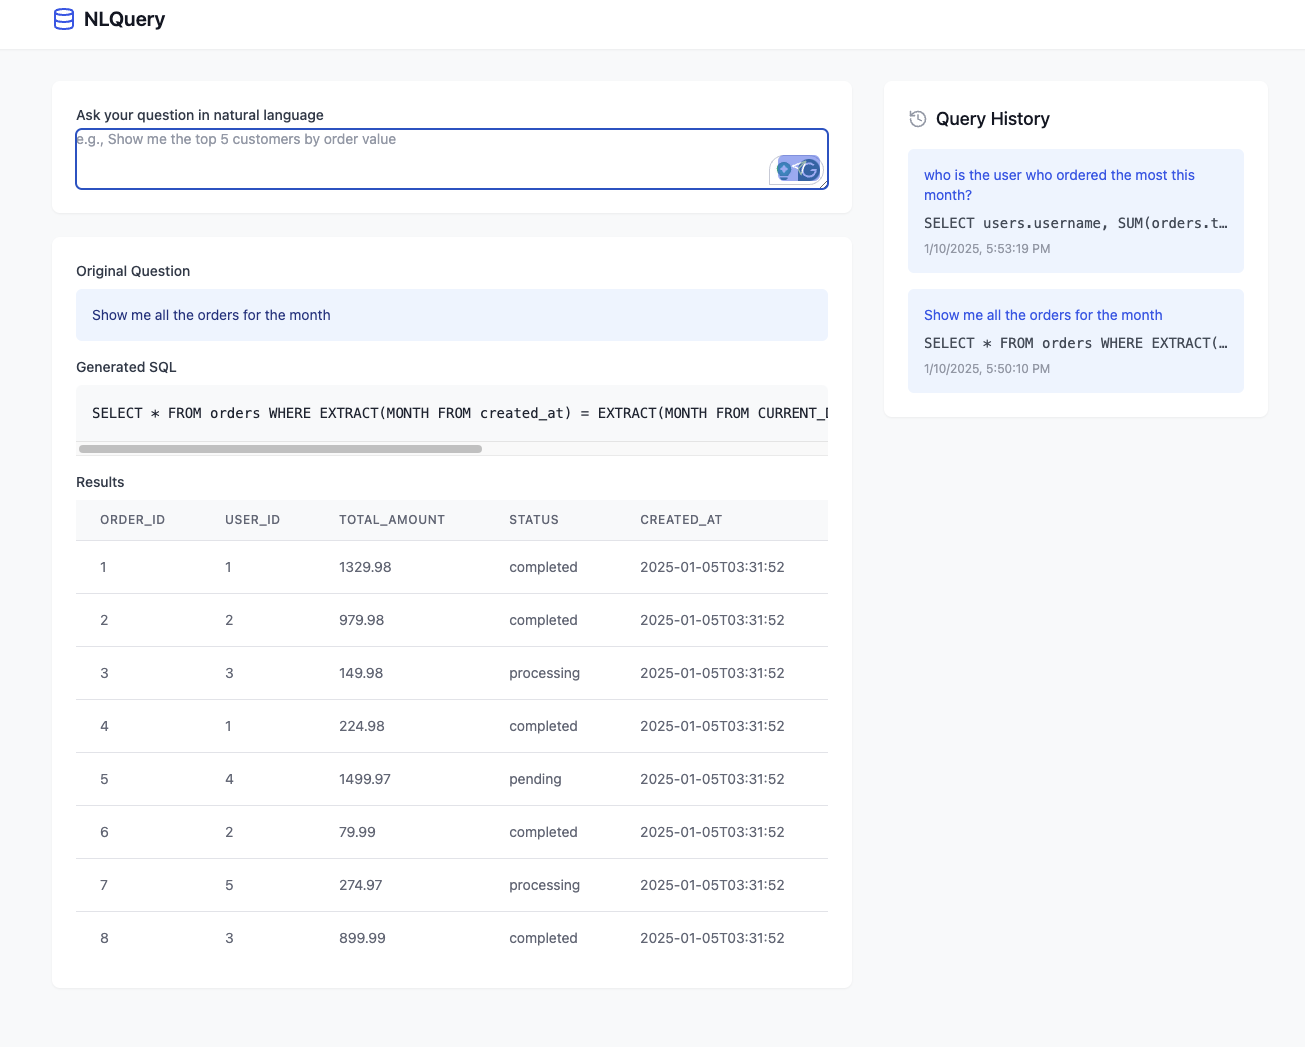 NLQuery
Ask your question in natural language
e.g., Show me the top 5 customers by order value
Original Question
Show me all the orders for the month
Generated SQL
SELECT * FROM orders WHERE EXTRACT(MONTH FROM created_at) = EXTRACT(MONTH FROM CURRENT_D
Results
ORDER_ID USER_ID TOTAL_AMOUNT STATUS CREATED_AT
1 1 1329.98 completed 2025-01-05T03:31:52
2 2 979.98 completed 2025-01-05T03:31:52
3 3 149.98 processing 2025-01-05T03:31:52
4 1 224.98 completed 2025-01-05T03:31:52
5 4 1499.97 pending 2025-01-05T03:31:52
6 2 79.99 completed 2025-01-05T03:31:52
7 5 274.97 processing 2025-01-05T03:31:52
8 3 899.99 completed 2025-01-05T03:31:52
Query History
who is the user who ordered the most this
month?
SELECT users.username, SUM(orders.t…
1/10/2025, 5:53:19 PM
Show me all the orders for the month
SELECT * FROM orders WHERE EXTRACT(…
1/10/2025, 5:50:10 PM